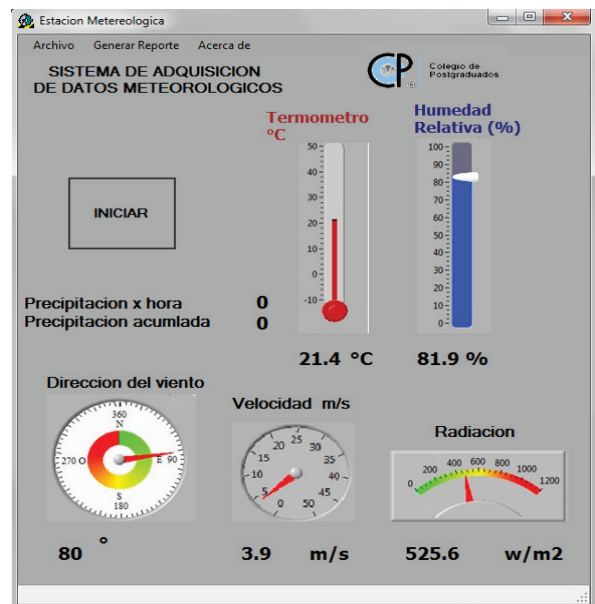 Estacion Metereologica
Archivo Generar Reporte Acerca de
SISTEMA DE ADQUISICION
DE DATOS METEOROLOGICOS
CP
Colegio de
Postgraduados
Termometro
°C
Humedad
Relativa (%)
50
40
30
20
10
0
-10
100
90
80
70
60
50
40
30
20
10
0
INICIAR
Precipitacion x hora 0
Precipitacion acumlada 0
21.4 °C
81.9 %
Direccion del viento
360
N
270 O
E 90
S
180
80 °
Velocidad m/s
0
5
10
15
20
25
30
35
40
45
50
3.9 m/s
Radiacion
0
200
400
600
800
1000
1200
525.6 w/m2